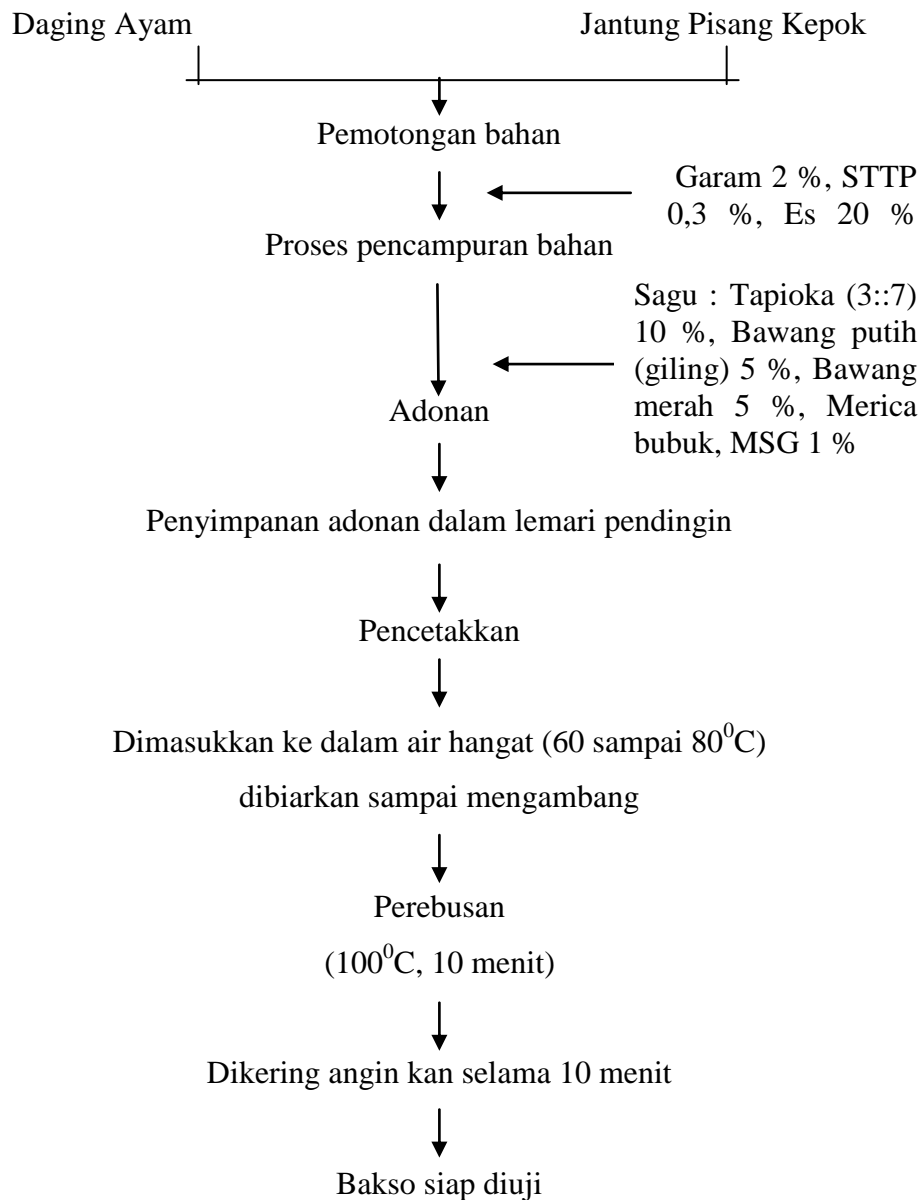 Daging Ayam
Jantung Pisang Kepok
Pemotongan bahan
Garam 2 %, STTP
0,3 %, Es 20 %
Proses pencampuran bahan
Sagu : Tapioka (3::7)
10 %, Bawang putih
(giling) 5 %, Bawang
merah 5 %, Merica
bubuk, MSG 1 %
Adonan
Penyimpanan adonan dalam lemari pendingin
Pencetakkan
Dimasukkan ke dalam air hangat (60 sampai 80⁰C)
dibiarkan sampai mengambang
Perebusan
(100⁰C, 10 menit)
Dikering angin kan selama 10 menit
Bakso siap diuji